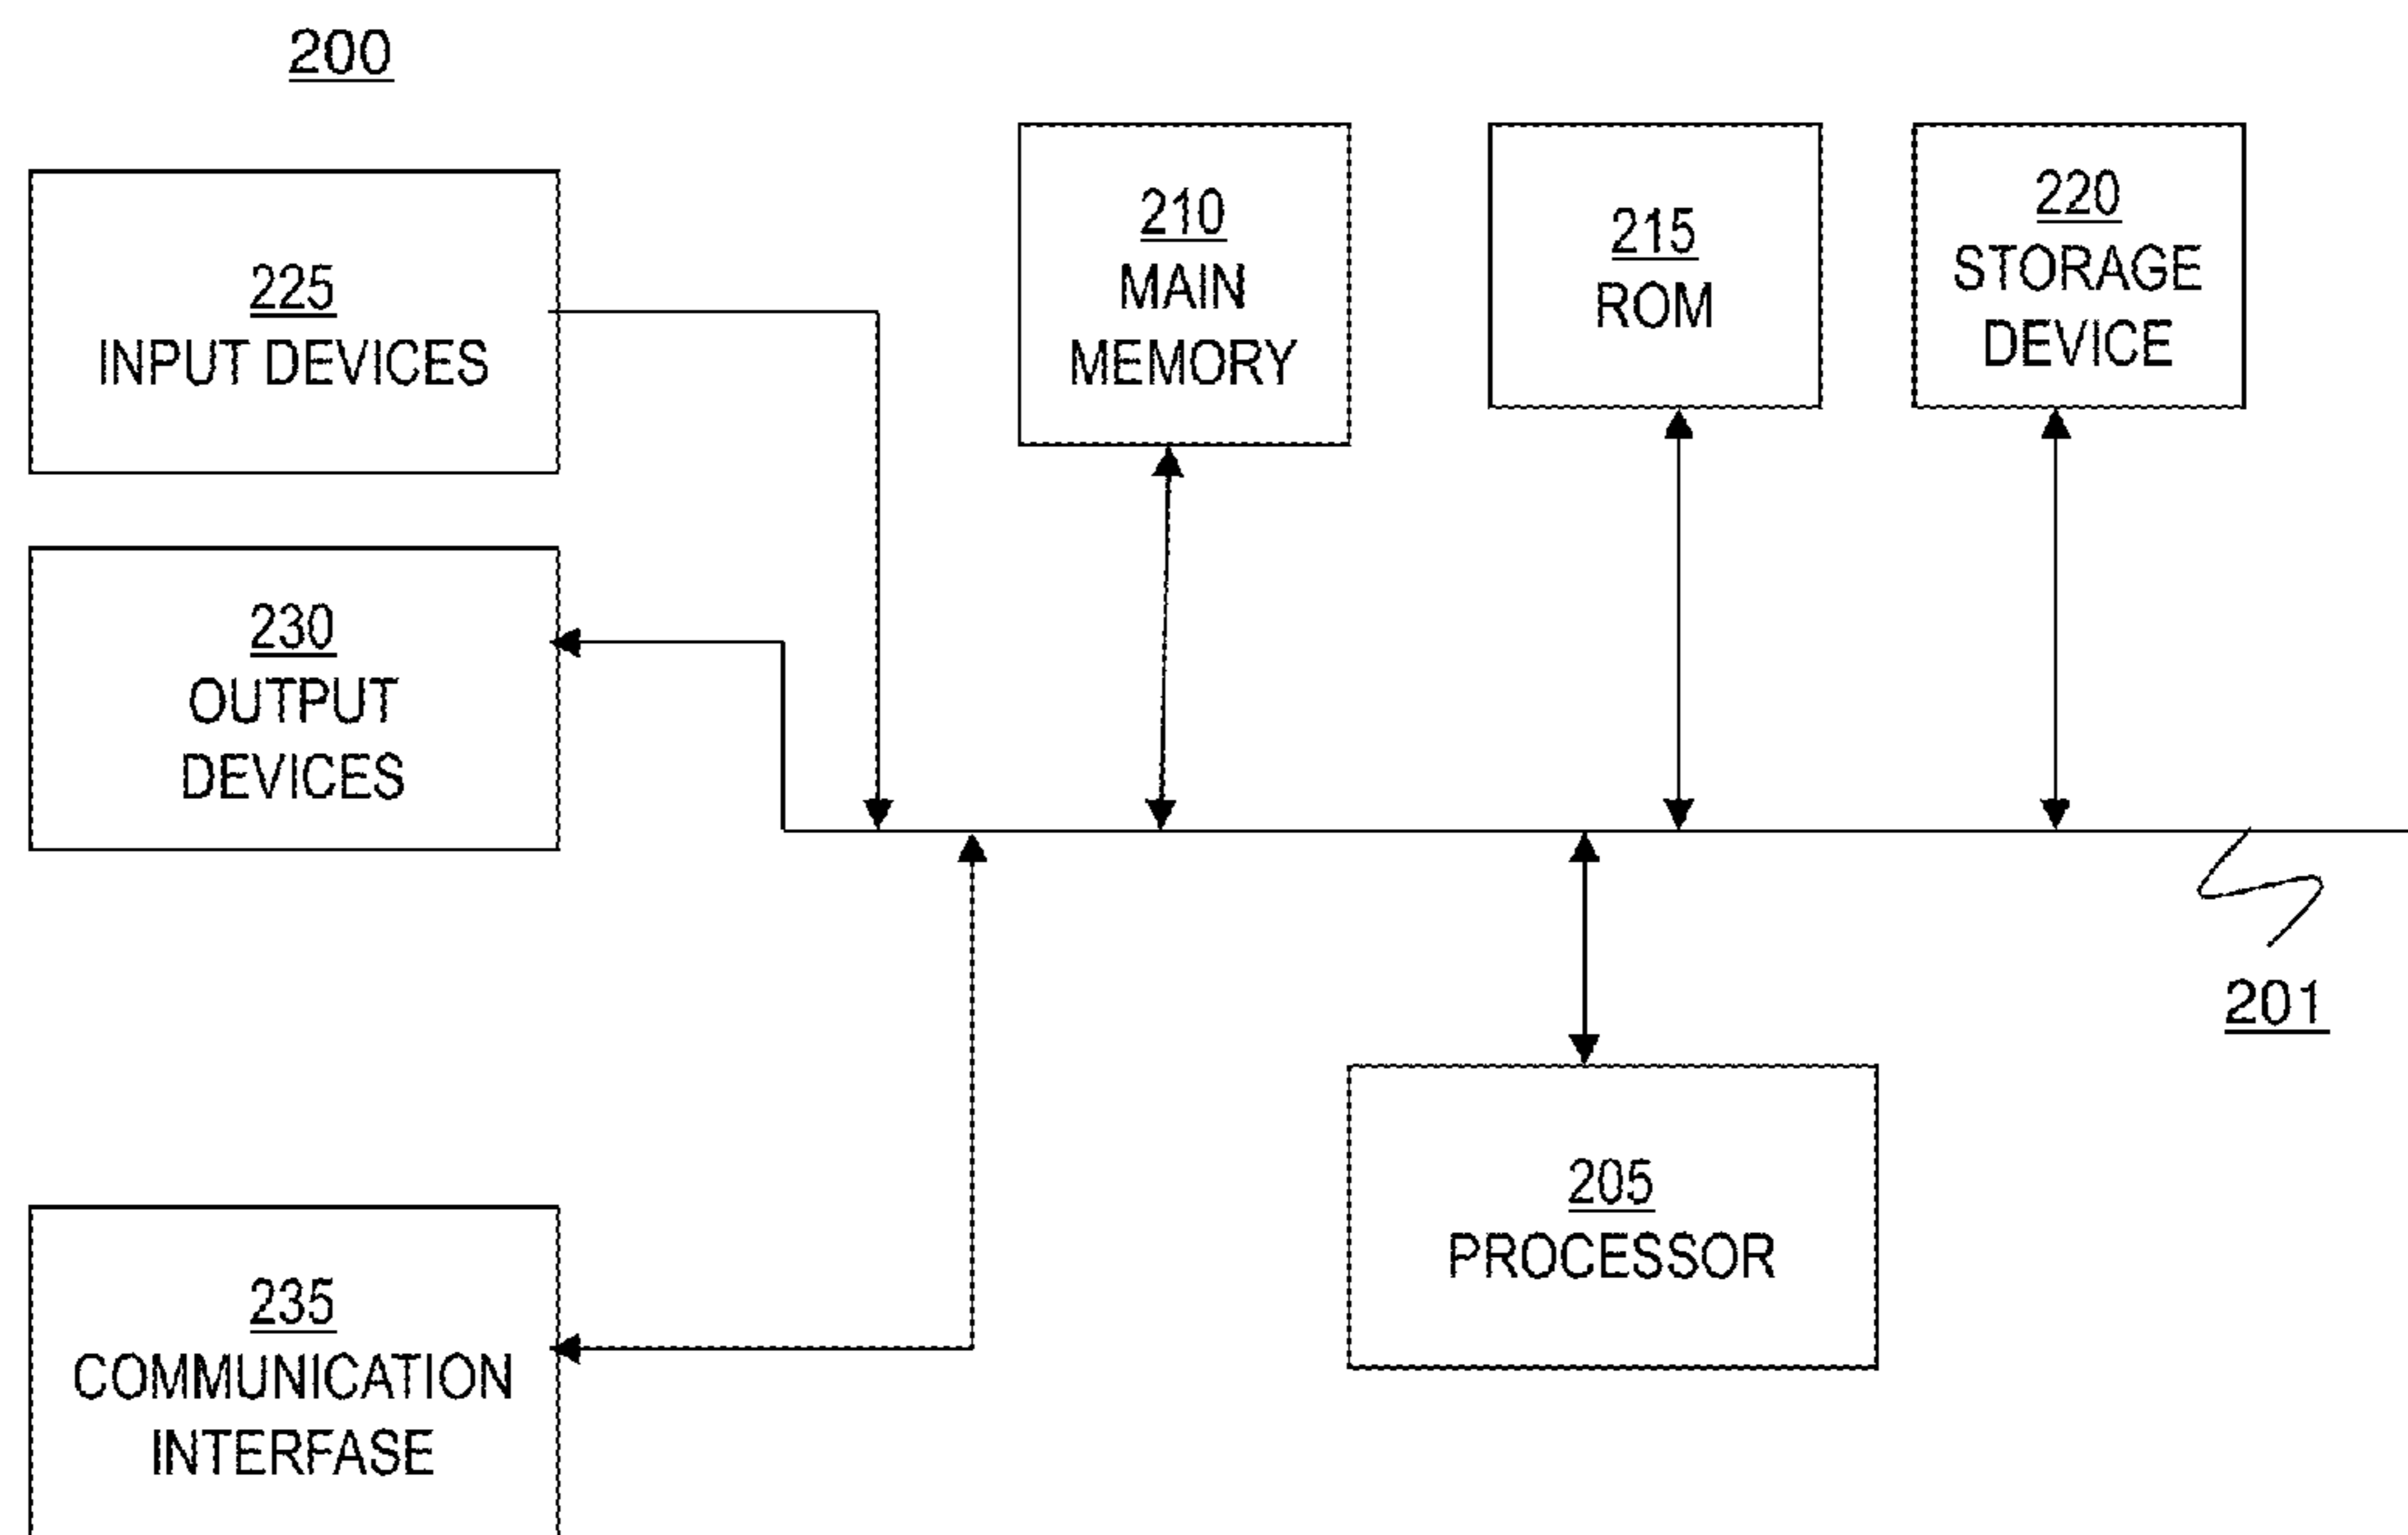 200
225
INPUT DEVICES
210
MAIN
MEMORY
215
ROM
220
STORAGE
DEVICE
230
OUTPUT
DEVICES
201
205
PROCESSOR
235
COMMUNICATION
INTERFASE